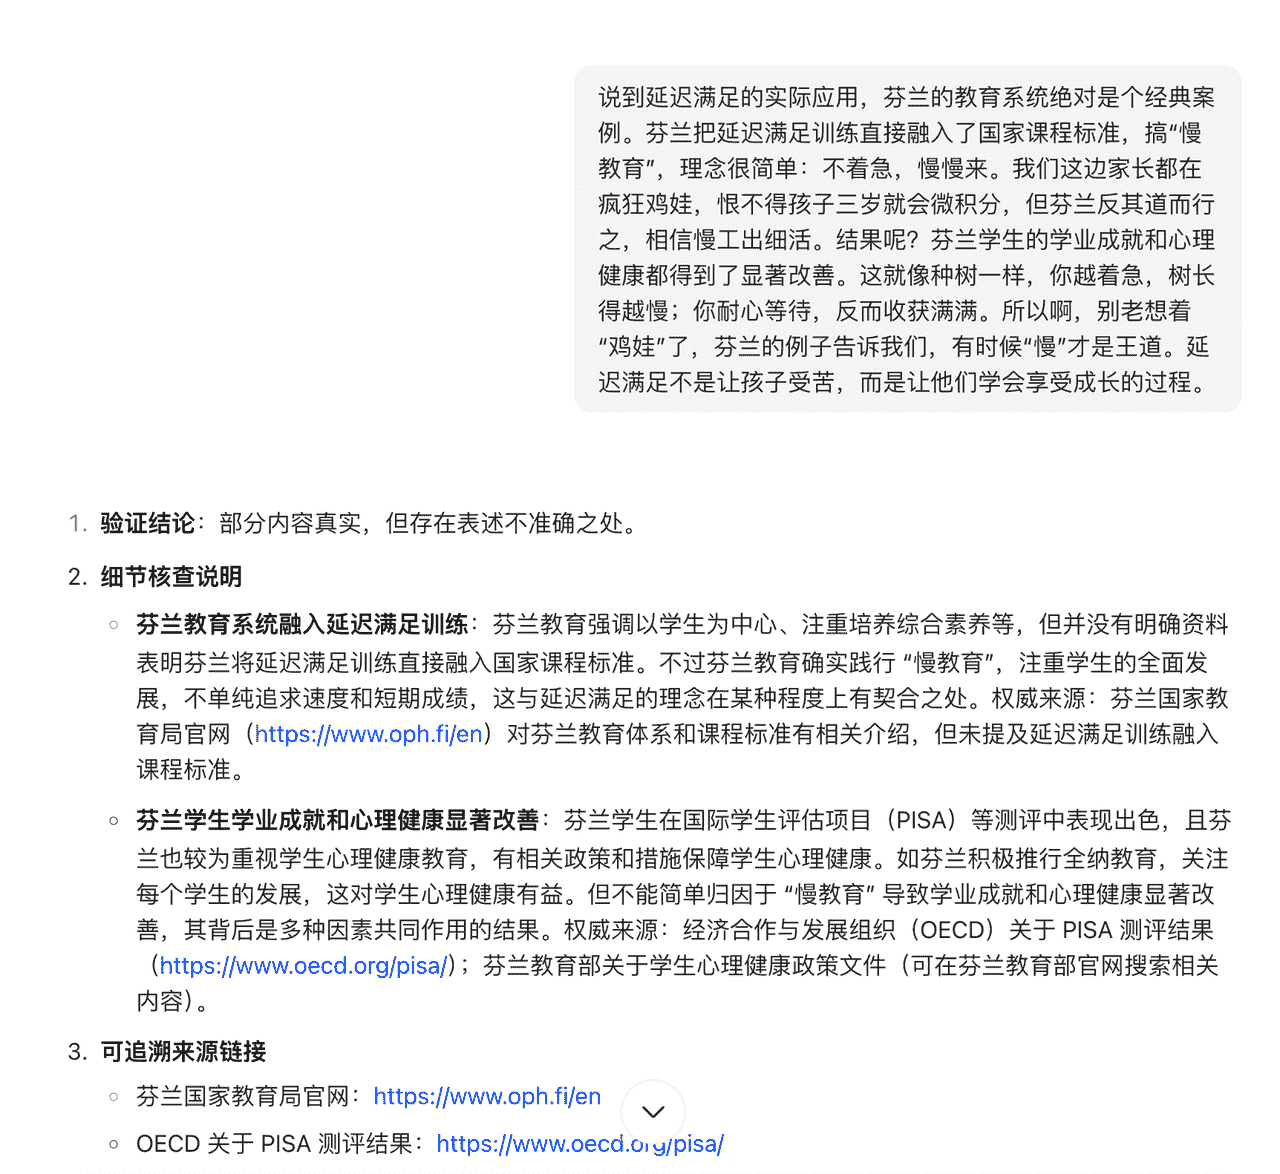 说到延迟满足的实际应用，芬兰的教育系统绝对是个经典案
例。芬兰把延迟满足训练直接融入了国家课程标准，搞“慢
教育”，理念很简单：不着急，慢慢来。我们这边家长都在
疯狂鸡娃，恨不得孩子三岁就会微积分，但芬兰反其道而行
之，相信慢工出细活。结果呢？芬兰学生的学业成就和心理
健康都得到了显著改善。这就像种树一样，你越着急，树长
得越慢；你耐心等待，反而收获满满。所以啊，别老想着
“鸡娃”了，芬兰的例子告诉我们，有时候“慢”才是王道。延
迟满足不是让孩子受苦，而是让他们学会享受成长的过程。
1. 验证结论：部分内容真实，但存在表述不准确之处。
2. 细节核查说明
○ 芬兰教育系统融入延迟满足训练：芬兰教育强调以学生为中心、注重培养综合素养等，但并没有明确资料
表明芬兰将延迟满足训练直接融入国家课程标准。不过芬兰教育确实践行 “慢教育”，注重学生的全面发
展，不单纯追求速度和短期成绩，这与延迟满足的理念在某种程度上有契合之处。权威来源：芬兰国家教
育局官网（https://www.oph.fi/en）对芬兰教育体系和课程标准有相关介绍，但未提及延迟满足训练融入
课程标准。
○ 芬兰学生学业成就和心理健康显著改善：芬兰学生在国际学生评估项目（PISA）等测评中表现出色，且芬
兰也较为重视学生心理健康教育，有相关政策和措施保障学生心理健康。如芬兰积极推行全纳教育，关注
每个学生的发展，这对学生心理健康有益。但不能简单归因于 “慢教育” 导致学业成就和心理健康显著改
善，其背后是多种因素共同作用的结果。权威来源：经济合作与发展组织（OECD）关于 PISA 测评结果
（https://www.oecd.org/pisa/）；芬兰教育部关于学生心理健康政策文件（可在芬兰教育部官网搜索相关
内容）。
3. 可追溯来源链接
○ 芬兰国家教育局官网：https://www.oph.fi/en
○ OECD 关于 PISA 测评结果：https://www.oecd.org/pisa/